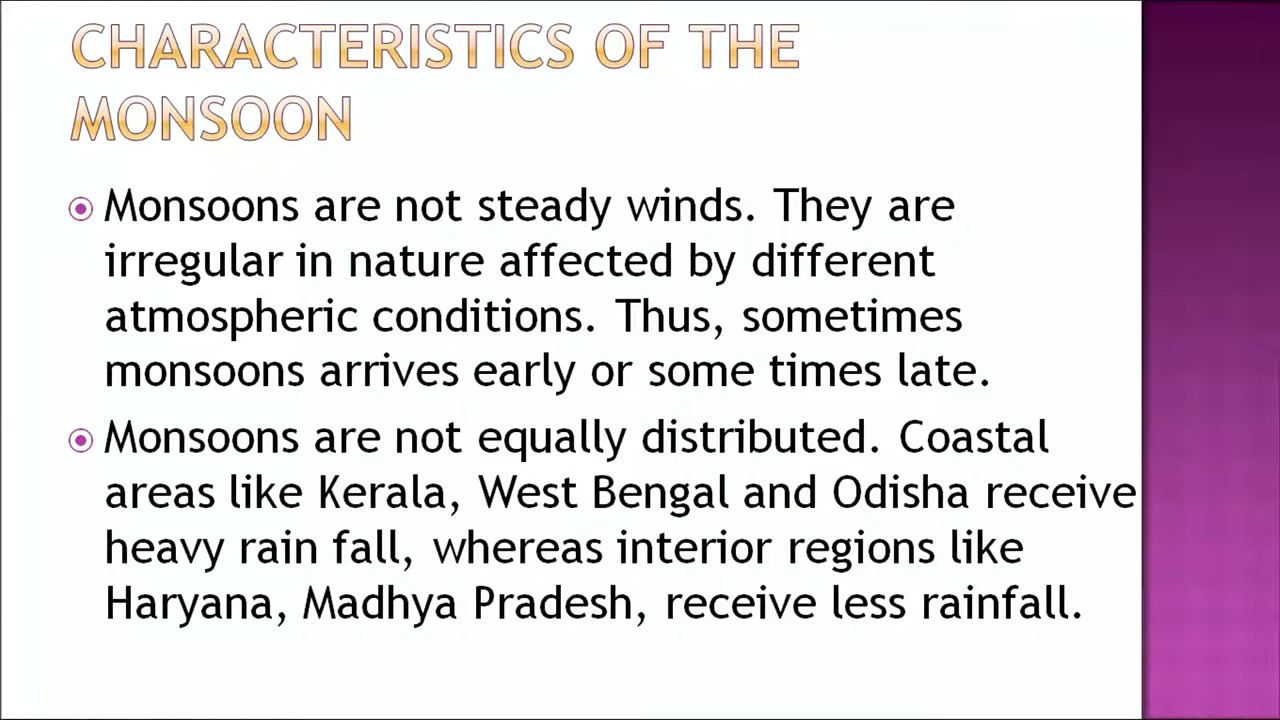 CHARACTERISTICS OF THE
MONSOON
Monsoons are not steady winds. They are
irregular in nature affected by different
atmospheric conditions. Thus, sometimes
monsoons arrives early or some times late.
Monsoons are not equally distributed. Coastal
areas like Kerala, West Bengal and Odisha receive
heavy rain fall, whereas interior regions like
Haryana, Madhya Pradesh, receive less rainfall.